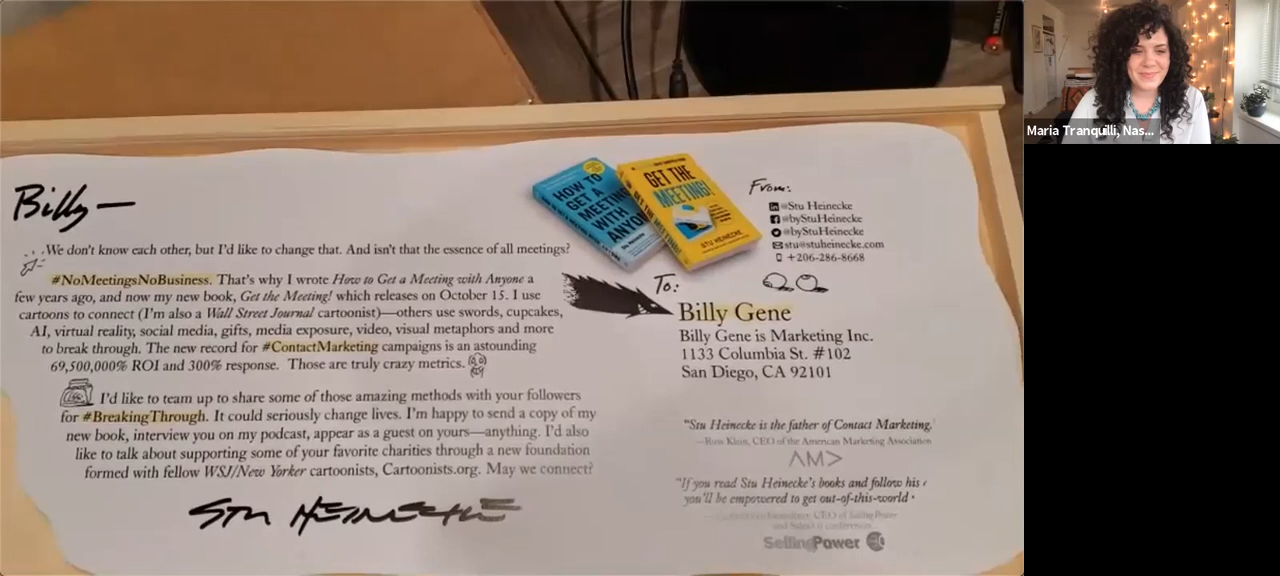 Billy—
We don't know each other, but I'd like to change that. And isn't that the essence of all meetings?
#NoMeetingsNoBusiness. That's why I wrote How to Get a Meeting with Anyone a
few years ago, and now my new book, Get the Meeting! which releases on October 15. I use
cartoons to connect (I'm also a Wall Street Journal cartoonist)—others use swords, cupcakes,
AI, virtual reality, social media, gifts, media exposure, video, visual metaphors and more
to break through. The new record for #ContactMarketing campaigns is an astounding
69,500,000% ROI and 300% response. Those are truly crazy metrics.
I'd like to team up to share some of those amazing methods with your followers
for #BreakingThrough. It could seriously change lives. I'm happy to send a copy of my
new book, interview you on my podcast, appear as a guest on yours—anything. I'd also
like to talk about supporting some of your favorite charities through a new foundation
formed with fellow WSJ/New Yorker cartoonists, Cartoonists.org. May we connect?
STU HEINECKE
HOW TO
GET A
MEETING
WITH
ANYONE
GET THE
MEETING!
STU HEINECKE
From:
@Stu Heinecke
@byStuHeinecke
@byStuHeinecke
stu@stuheinecke.com
+206-286-8668
To:
Billy Gene
Billy Gene is Marketing Inc.
1133 Columbia St. #102
San Diego, CA 92101
"Stu Heinecke is the father of Contact Marketing.
—Russ Klein, CEO of the American Marketing Association
AMA
"If you read Stu Heinecke's books and follow his
you'll be empowered to get out-of-this-world
CEO of Selling Power
SellingPower
Maria Tranquilli, Nas...